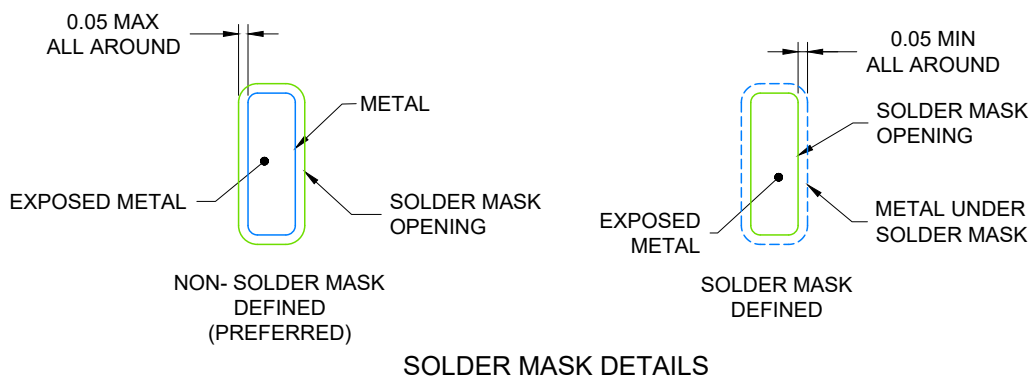 0.05 MAX
ALL AROUND
METAL
EXPOSED METAL
SOLDER MASK
OPENING
NON- SOLDER MASK
DEFINED
(PREFERRED)
0.05 MIN
ALL AROUND
SOLDER MASK
OPENING
EXPOSED
METAL
METAL UNDER
SOLDER MASK
SOLDER MASK
DEFINED
SOLDER MASK DETAILS